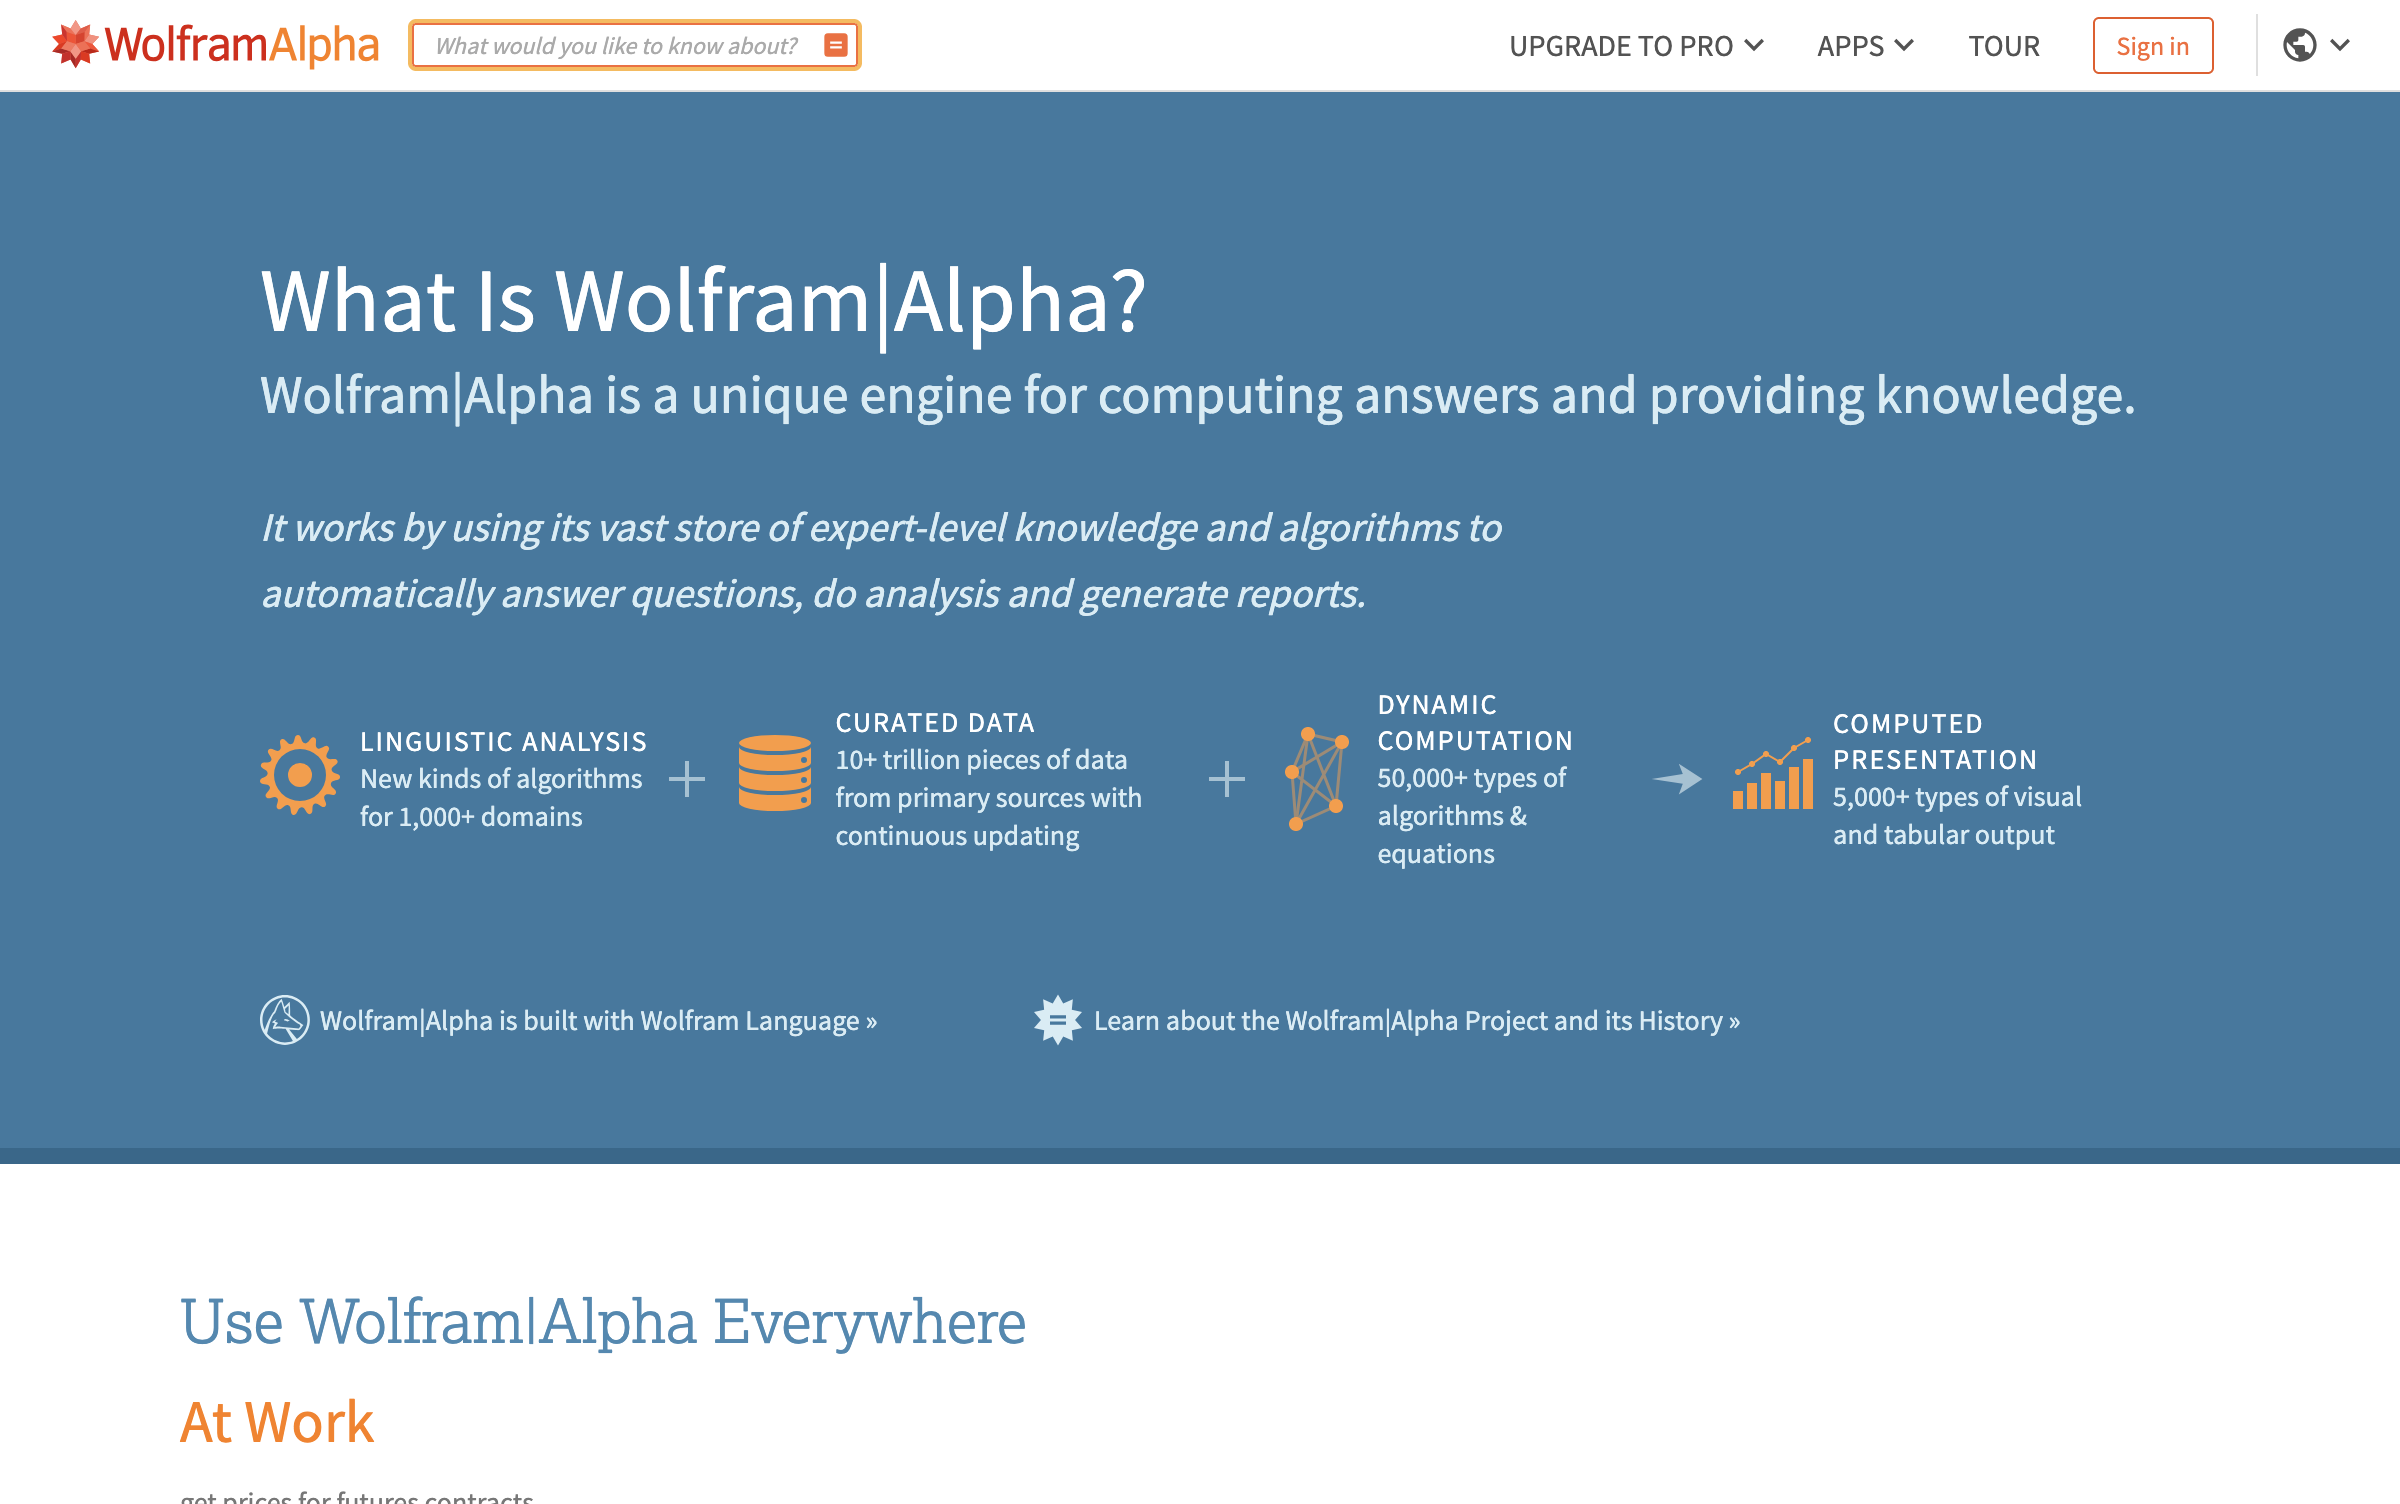 WolframAlpha
What would you like to know about?
UPGRADE TO PRO
APPS
TOUR
Sign in
What Is Wolfram|Alpha?
Wolfram|Alpha is a unique engine for computing answers and providing knowledge.
It works by using its vast store of expert-level knowledge and algorithms to
automatically answer questions, do analysis and generate reports.
LINGUISTIC ANALYSIS
New kinds of algorithms
for 1,000+ domains
CURATED DATA
10+ trillion pieces of data
from primary sources with
continuous updating
DYNAMIC
COMPUTATION
50,000+ types of
algorithms &
equations
COMPUTED
PRESENTATION
5,000+ types of visual
and tabular output
Wolfram|Alpha is built with Wolfram Language »
Learn about the Wolfram|Alpha Project and its History »
Use Wolfram|Alpha Everywhere
At Work
get prices for futures contracts